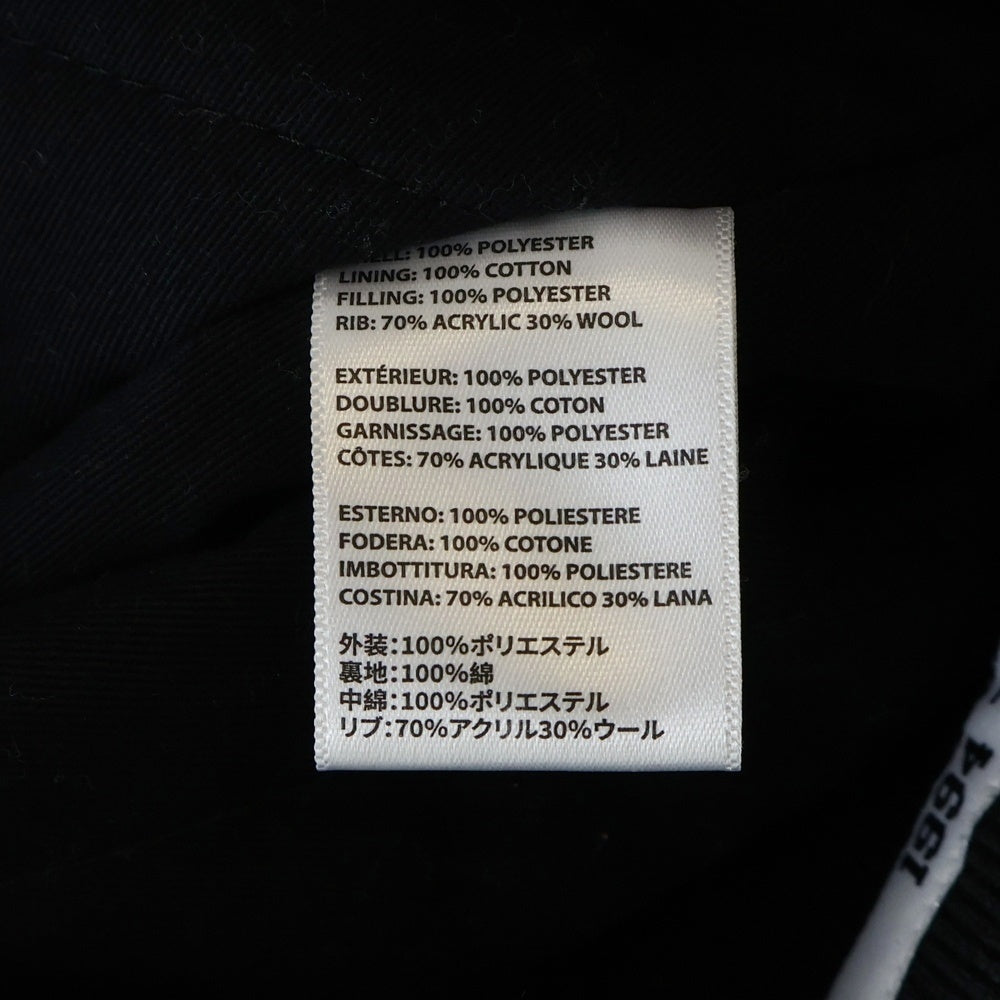 100% POLYESTER
LINING: 100% COTTON
FILLING: 100% POLYESTER
RIB: 70% ACRYLIC 30% WOOL
EXTÉRIEUR: 100% POLYESTER
DOUBLURE: 100% COTON
GARNISSAGE: 100% POLYESTER
CÔTES: 70% ACRYLIQUE 30% LAINE
ESTERNO: 100% POLIESTERE
FODERA: 100% COTONE
IMBOTTITURA: 100% POLIESTERE
COSTINA: 70% ACRILICO 30% LANA
外装:100%ポリエステル
裏地:100%綿
中綿:100%ポリエステル
リブ:70%アクリル30%ウール
1994